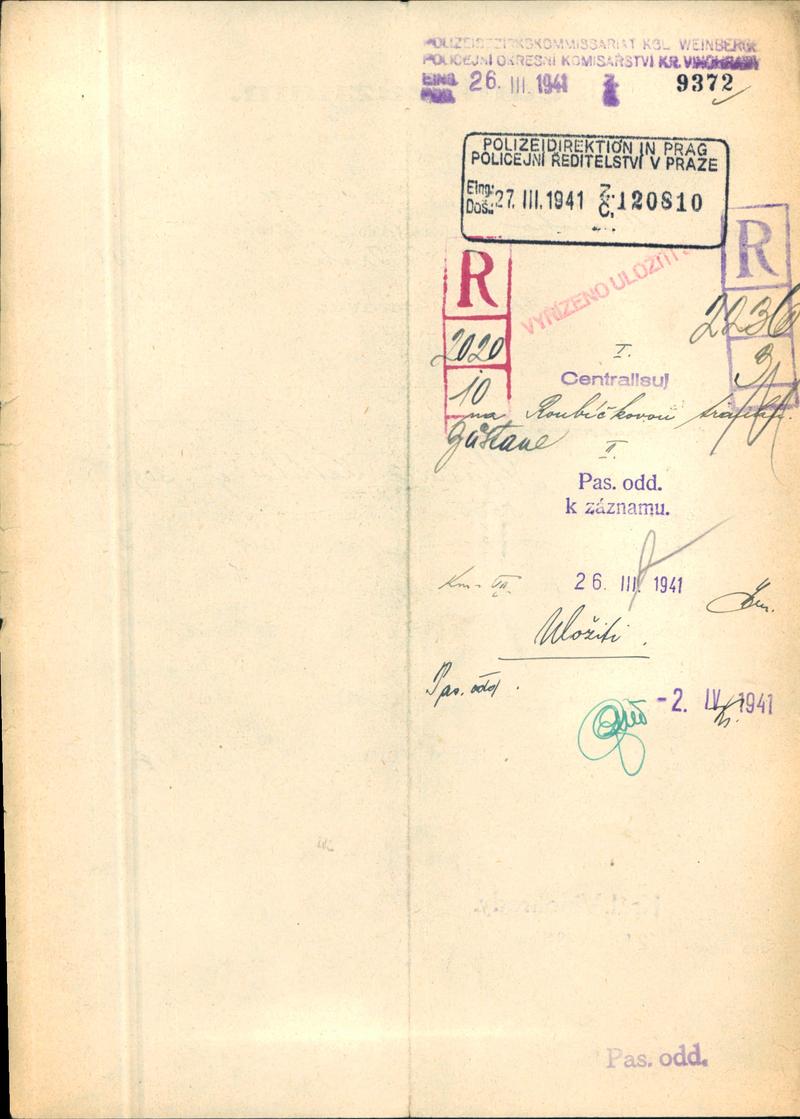 POLIZEIBEZIRKSKOMMISSARIAT KGL. WEINBERGE
POLICEJNÍ OKRESNÍ KOMISAŘSTVÍ KR. VINOHRADY
EING. 26. III. 1941 9372
POLIZEIDIREKTION IN PRAG
POLICEJNÍ ŘEDITELSTVÍ V PRAZE
Eing: Z.
Doš.: 27. III. 1941 Č. 120810
R
R
VYŘÍZENO ULOŽITI
2236
2020
I.
3
Centralisuj
10
na Roubíčkovou
zůstane
II.
Pas. odd.
k záznamu.
26. III. 1941
Uložiti.
Pas. odd.
-2. IV. 1941
Pas. odd.